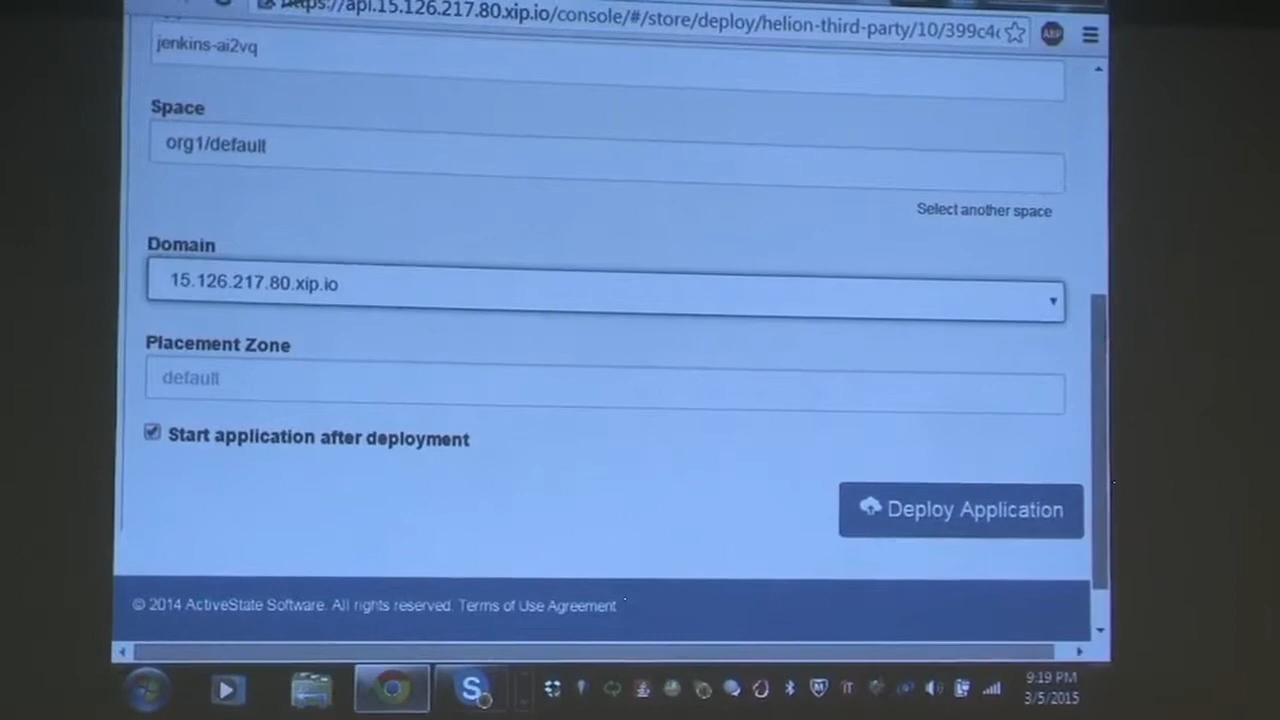 https://api.15.126.217.80.xip.io/console/#/store/deploy/helion-third-party/10/399c4
ABP
jenkins-ai2vq
Space
org1/default
Select another space
Domain
15.126.217.80.xip.io
Placement Zone
default
Start application after deployment
Deploy Application
© 2014 ActiveState Software. All rights reserved. Terms of Use Agreement
9:19 PM
3/5/2015